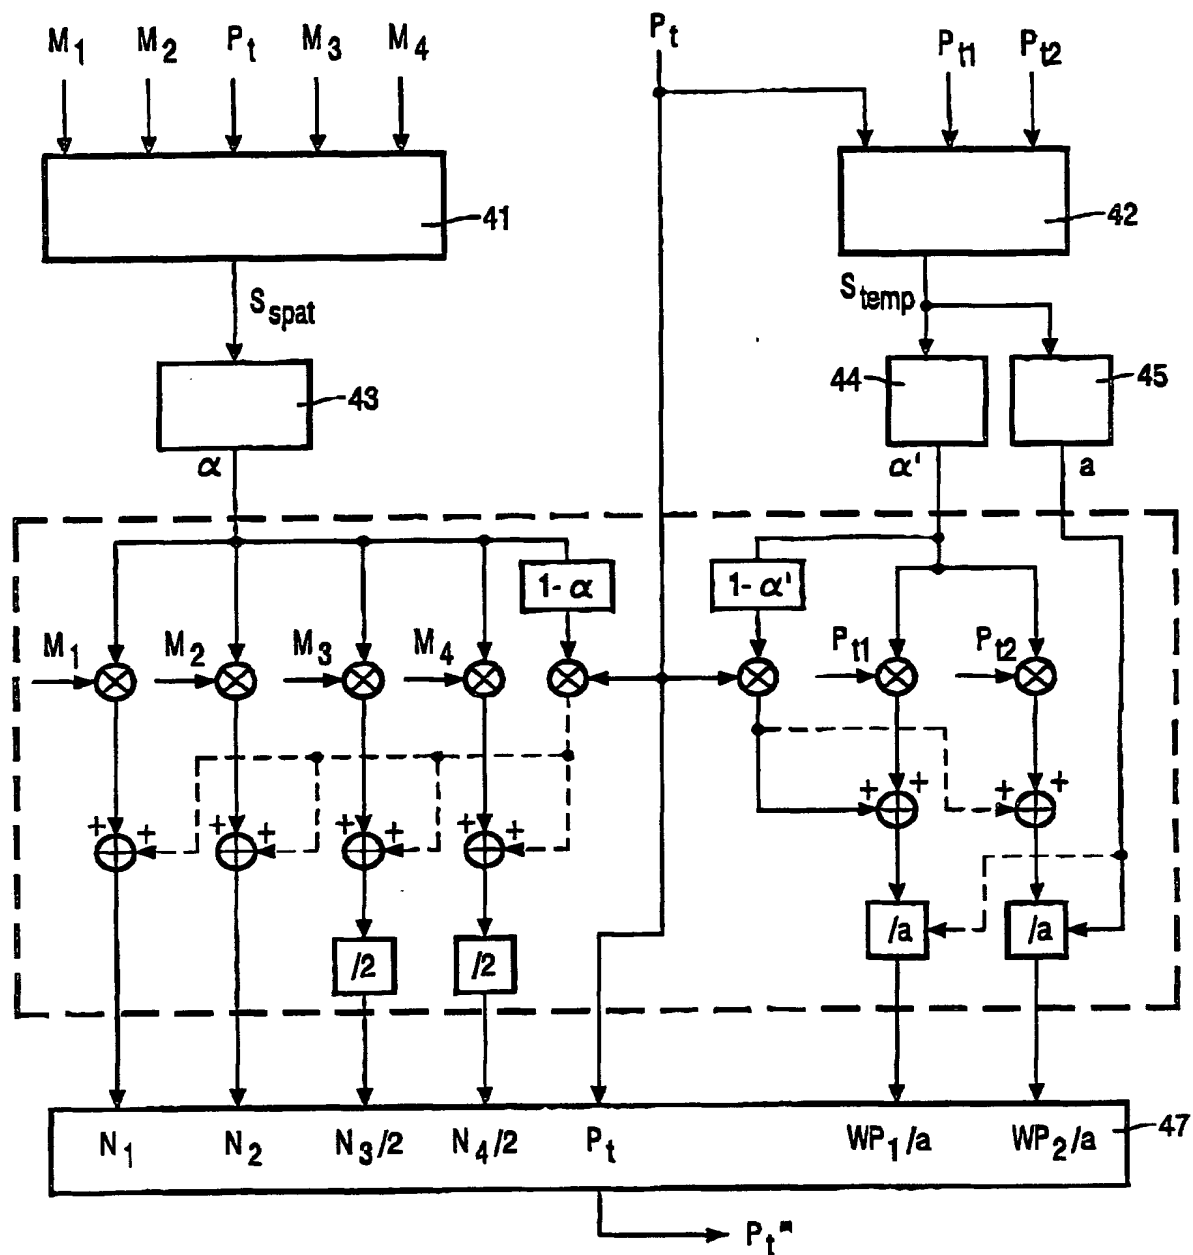 M1 M2 Pt M3 M4 Pt Pt1 Pt2
41 42
Sspat Stemp
43 44 45
α α' a
1- α 1- α'
M1 M2 M3 M4 Pt1 Pt2
+ + + +
+ + + + + + + +
/a /a
/2 /2
N1 N2 N3/2 N4/2 Pt WP1/a WP2/a 47
Pt"